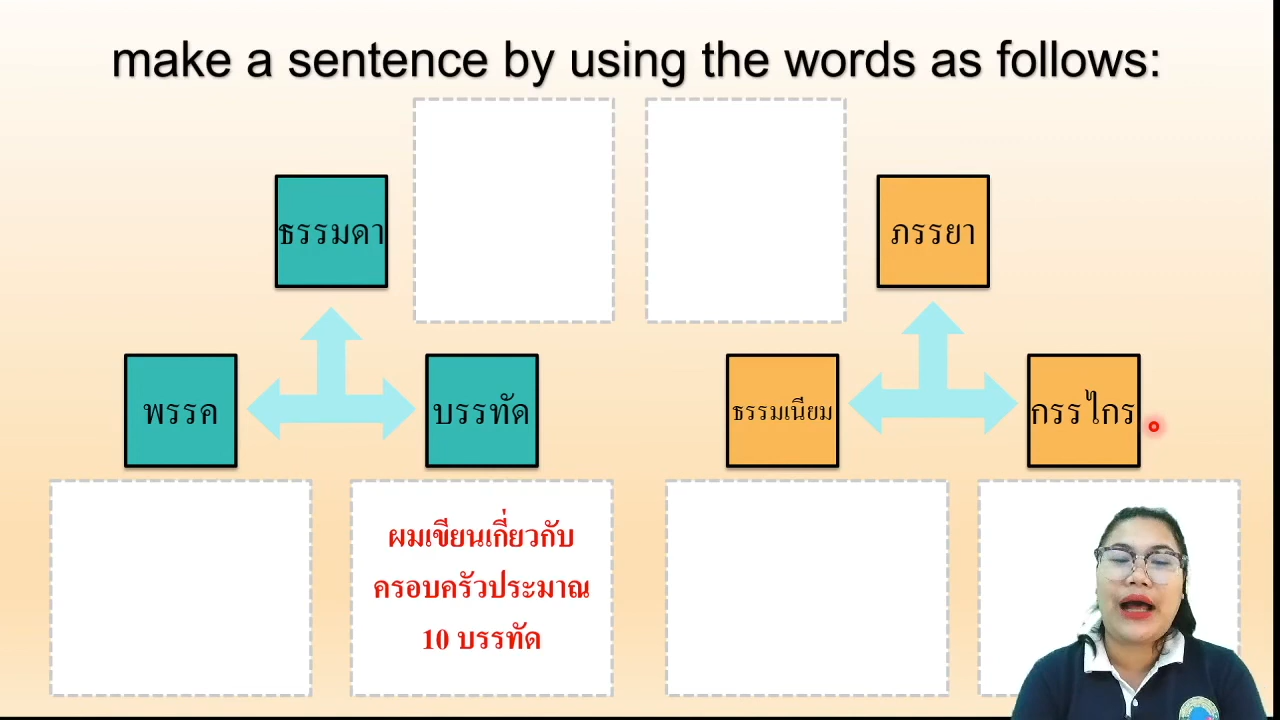 make a sentence by using the words as follows:
ธรรมดา
ภรรยา
พรรค
บรรทัด
ธรรมเนียม
กรรไกร
ผมเขียนเกี่ยวกับ
ครอบครัวประมาณ
10 บรรทัด